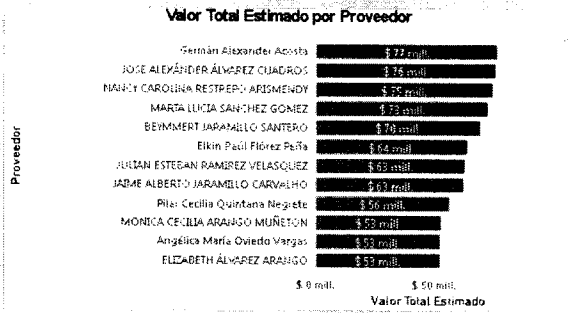 Valor Total Estimado por Proveedor
Proveedor
Germán Alexander Acosta $ 77 mill.
JOSE ALEXÁNDER ÁLVAREZ CUADROS $ 76 mill.
NANCY CAROLINA RESTREPO ARISMENDY $ 75 mill.
MARTA LUCIA SANCHEZ GOMEZ $ 73 mill.
BEYMMERT JARAMILLO SANTERO $ 70 mill.
Elkin Paúl Flórez Peña $ 64 mill.
JULIAN ESTEBAN RAMIREZ VELASQUEZ $ 63 mill.
JAIME ALBERTO JARAMILLO CARVALHO $ 63 mill.
Pilar Cecilia Quintana Negrete $ 56 mill.
MONICA CECILIA ARANGO MUÑETON $ 53 mill.
Angélica María Oviedo Vargas $ 53 mill.
ELIZABETH ÁLVAREZ ARANGO $ 53 mill.
$ 0 mill. $ 50 mill.
Valor Total Estimado